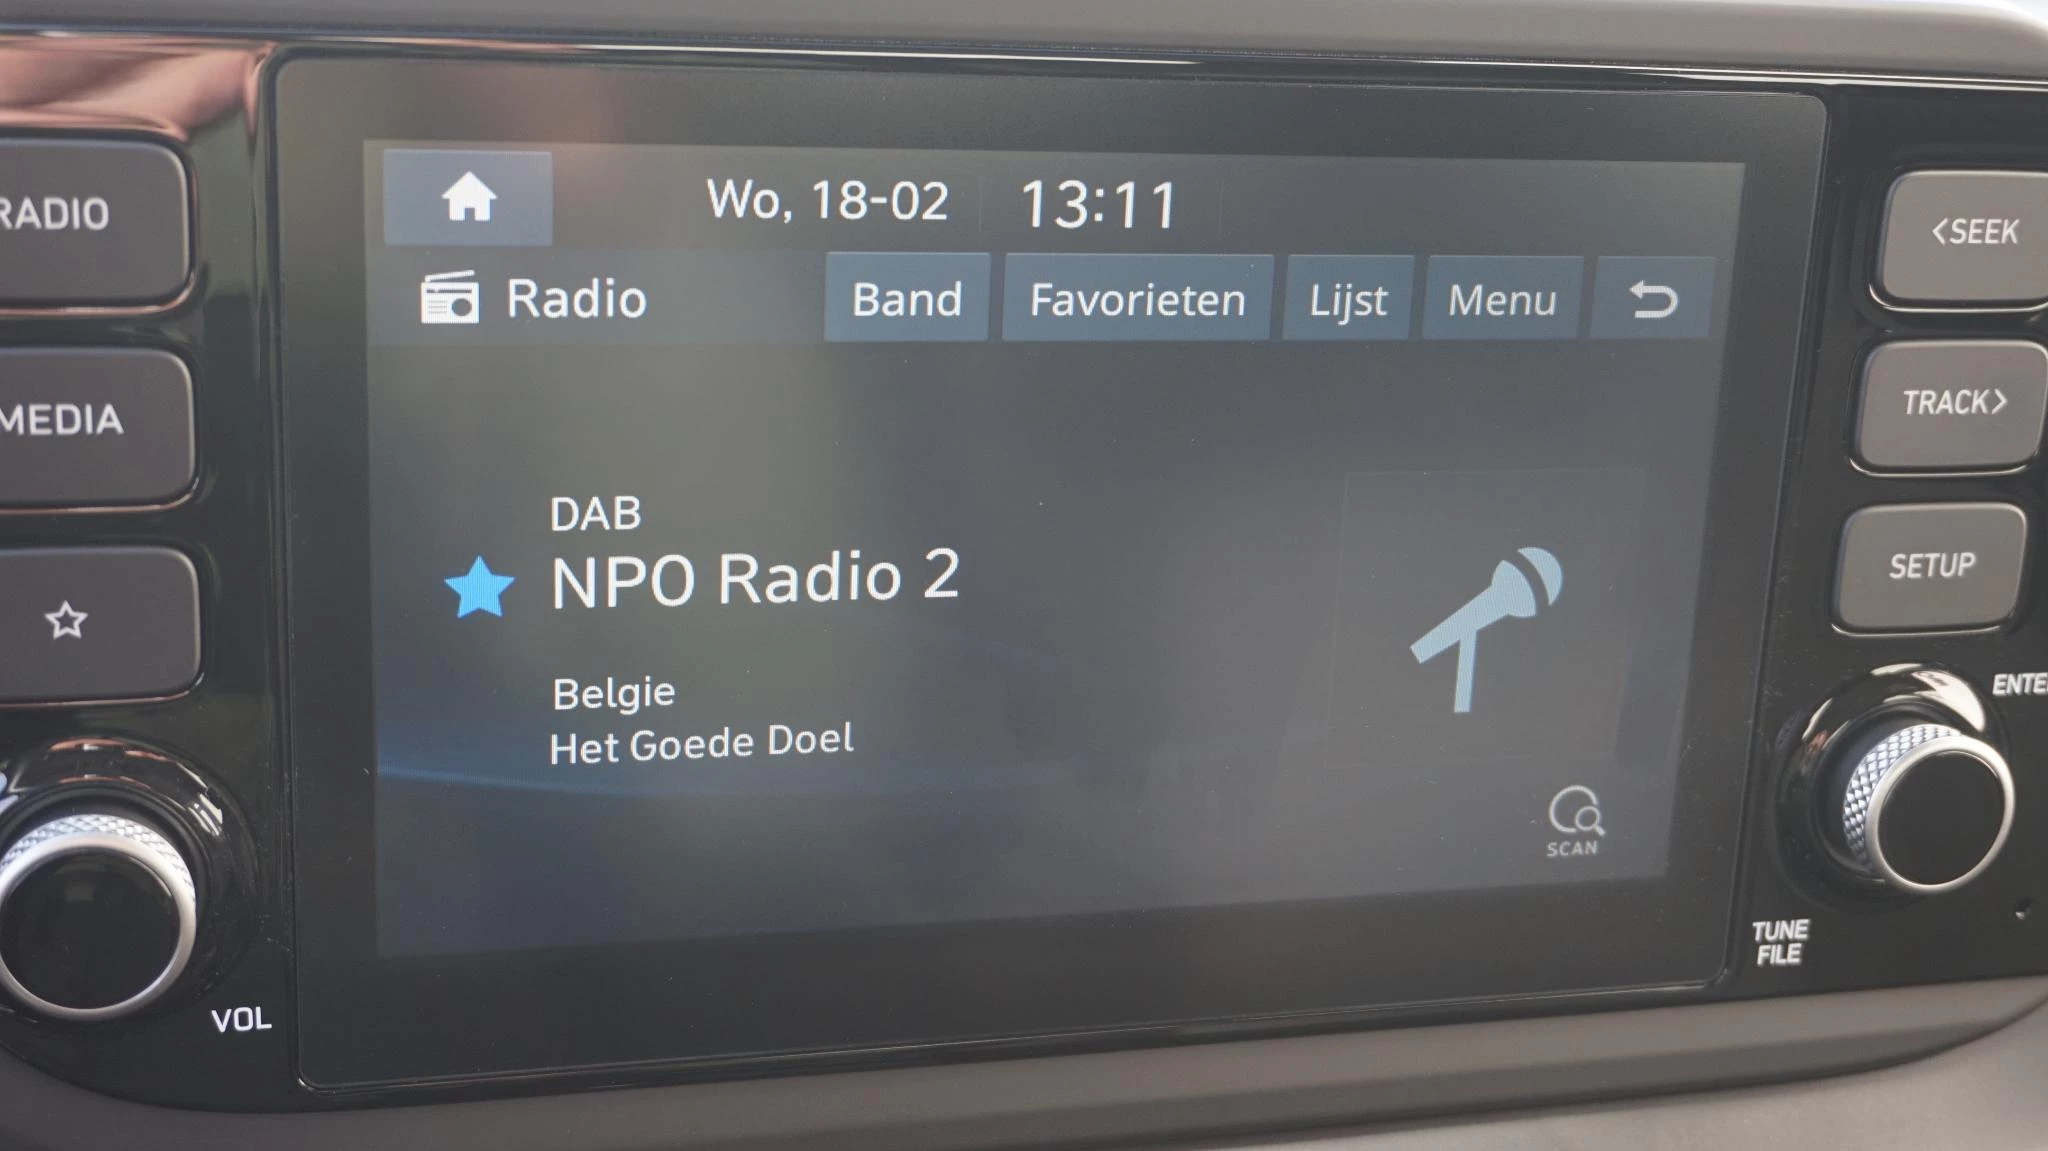 RADIO
MEDIA
VOL
Wo, 18-02 13:11
Radio Band Favorieten Lijst Menu
DAB
NPO Radio 2
Belgie
Het Goede Doel
SCAN
<SEEK
TRACK>
SETUP
ENTE
TUNE
FILE